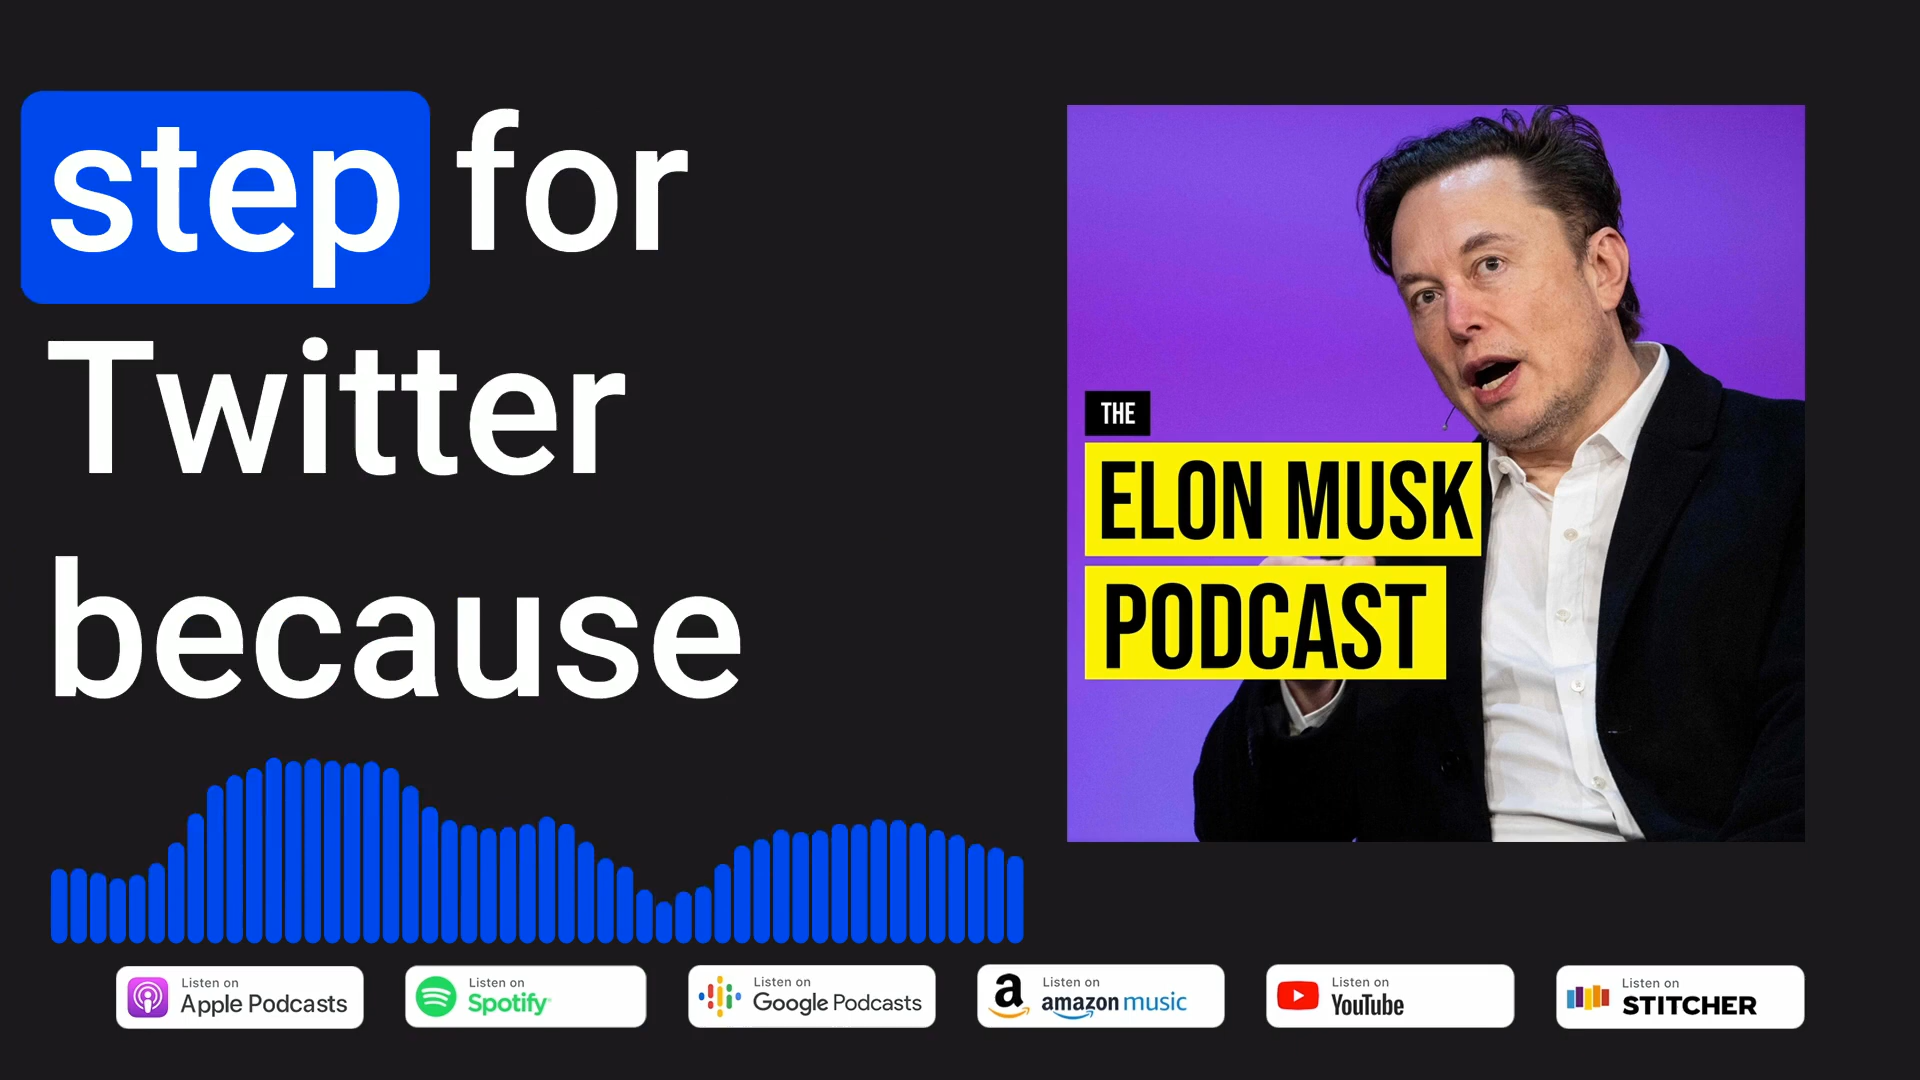 step for
Twitter
because
THE
ELON MUSK
PODCAST
Listen on
Apple Podcasts
Listen on
Spotify
Listen on
Google Podcasts
a
Listen on
amazon music
Listen on
YouTube
Listen on
STITCHER